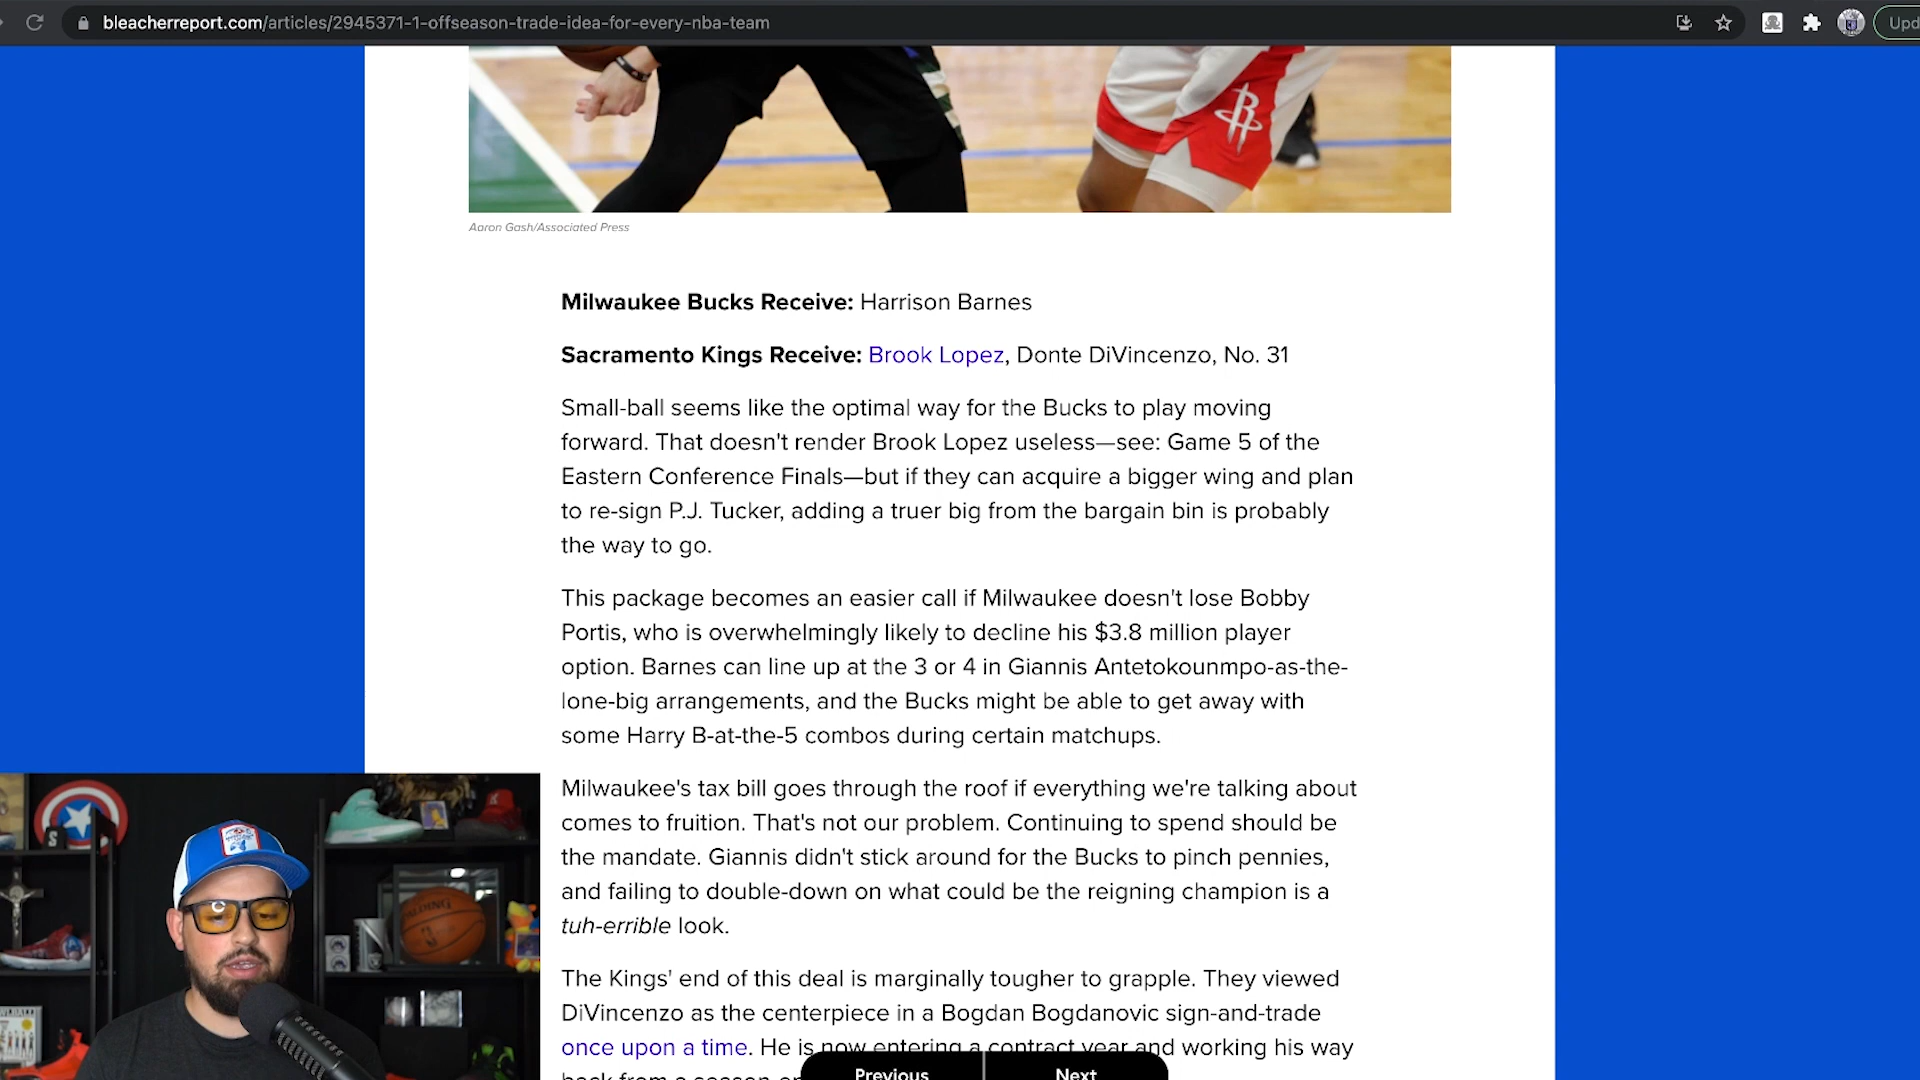 bleacherreport.com/articles/2945371-1-offseason-trade-idea-for-every-nba-team
Upd
Aaron Gash/Associated Press
Milwaukee Bucks Receive: Harrison Barnes
Sacramento Kings Receive: Brook Lopez, Donte DiVincenzo, No. 31
Small-ball seems like the optimal way for the Bucks to play moving
forward. That doesn't render Brook Lopez useless—see: Game 5 of the
Eastern Conference Finals—but if they can acquire a bigger wing and plan
to re-sign P.J. Tucker, adding a truer big from the bargain bin is probably
the way to go.
This package becomes an easier call if Milwaukee doesn't lose Bobby
Portis, who is overwhelmingly likely to decline his $3.8 million player
option. Barnes can line up at the 3 or 4 in Giannis Antetokounmpo-as-the-
lone-big arrangements, and the Bucks might be able to get away with
some Harry B-at-the-5 combos during certain matchups.
Milwaukee's tax bill goes through the roof if everything we're talking about
comes to fruition. That's not our problem. Continuing to spend should be
the mandate. Giannis didn't stick around for the Bucks to pinch pennies,
and failing to double-down on what could be the reigning champion is a
tuh-errible look.
The Kings' end of this deal is marginally tougher to grapple. They viewed
DiVincenzo as the centerpiece in a Bogdan Bogdanovic sign-and-trade
once upon a time. He is now entering a contract year and working his way
back from a season-en
Previous
Next
SPALDING